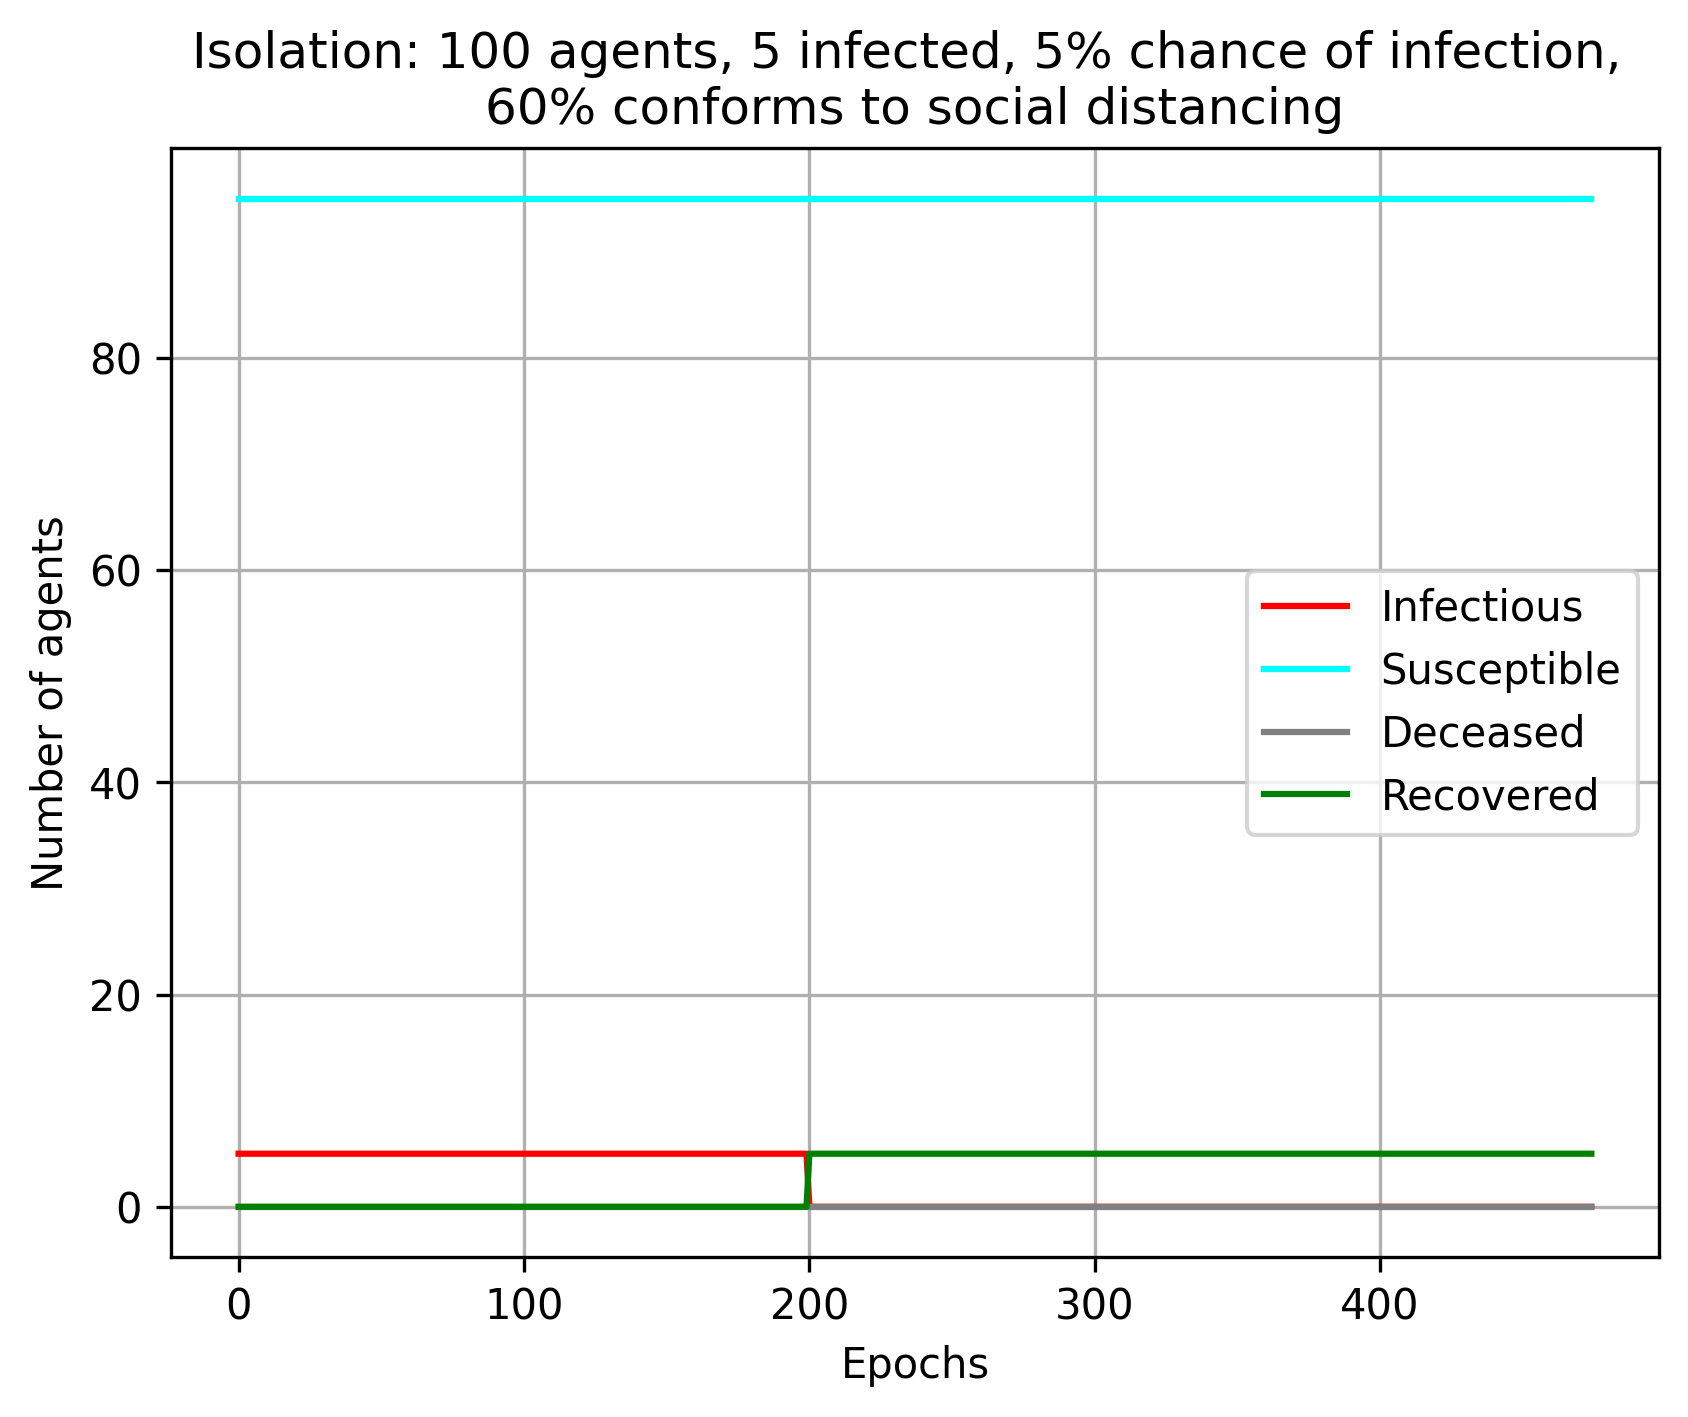 Isolation: 100 agents, 5 infected, 5% chance of infection,
60% conforms to social distancing
Number of agents
80
60
40
20
0
Infectious
Susceptible
Deceased
Recovered
0 100 200 300 400
Epochs